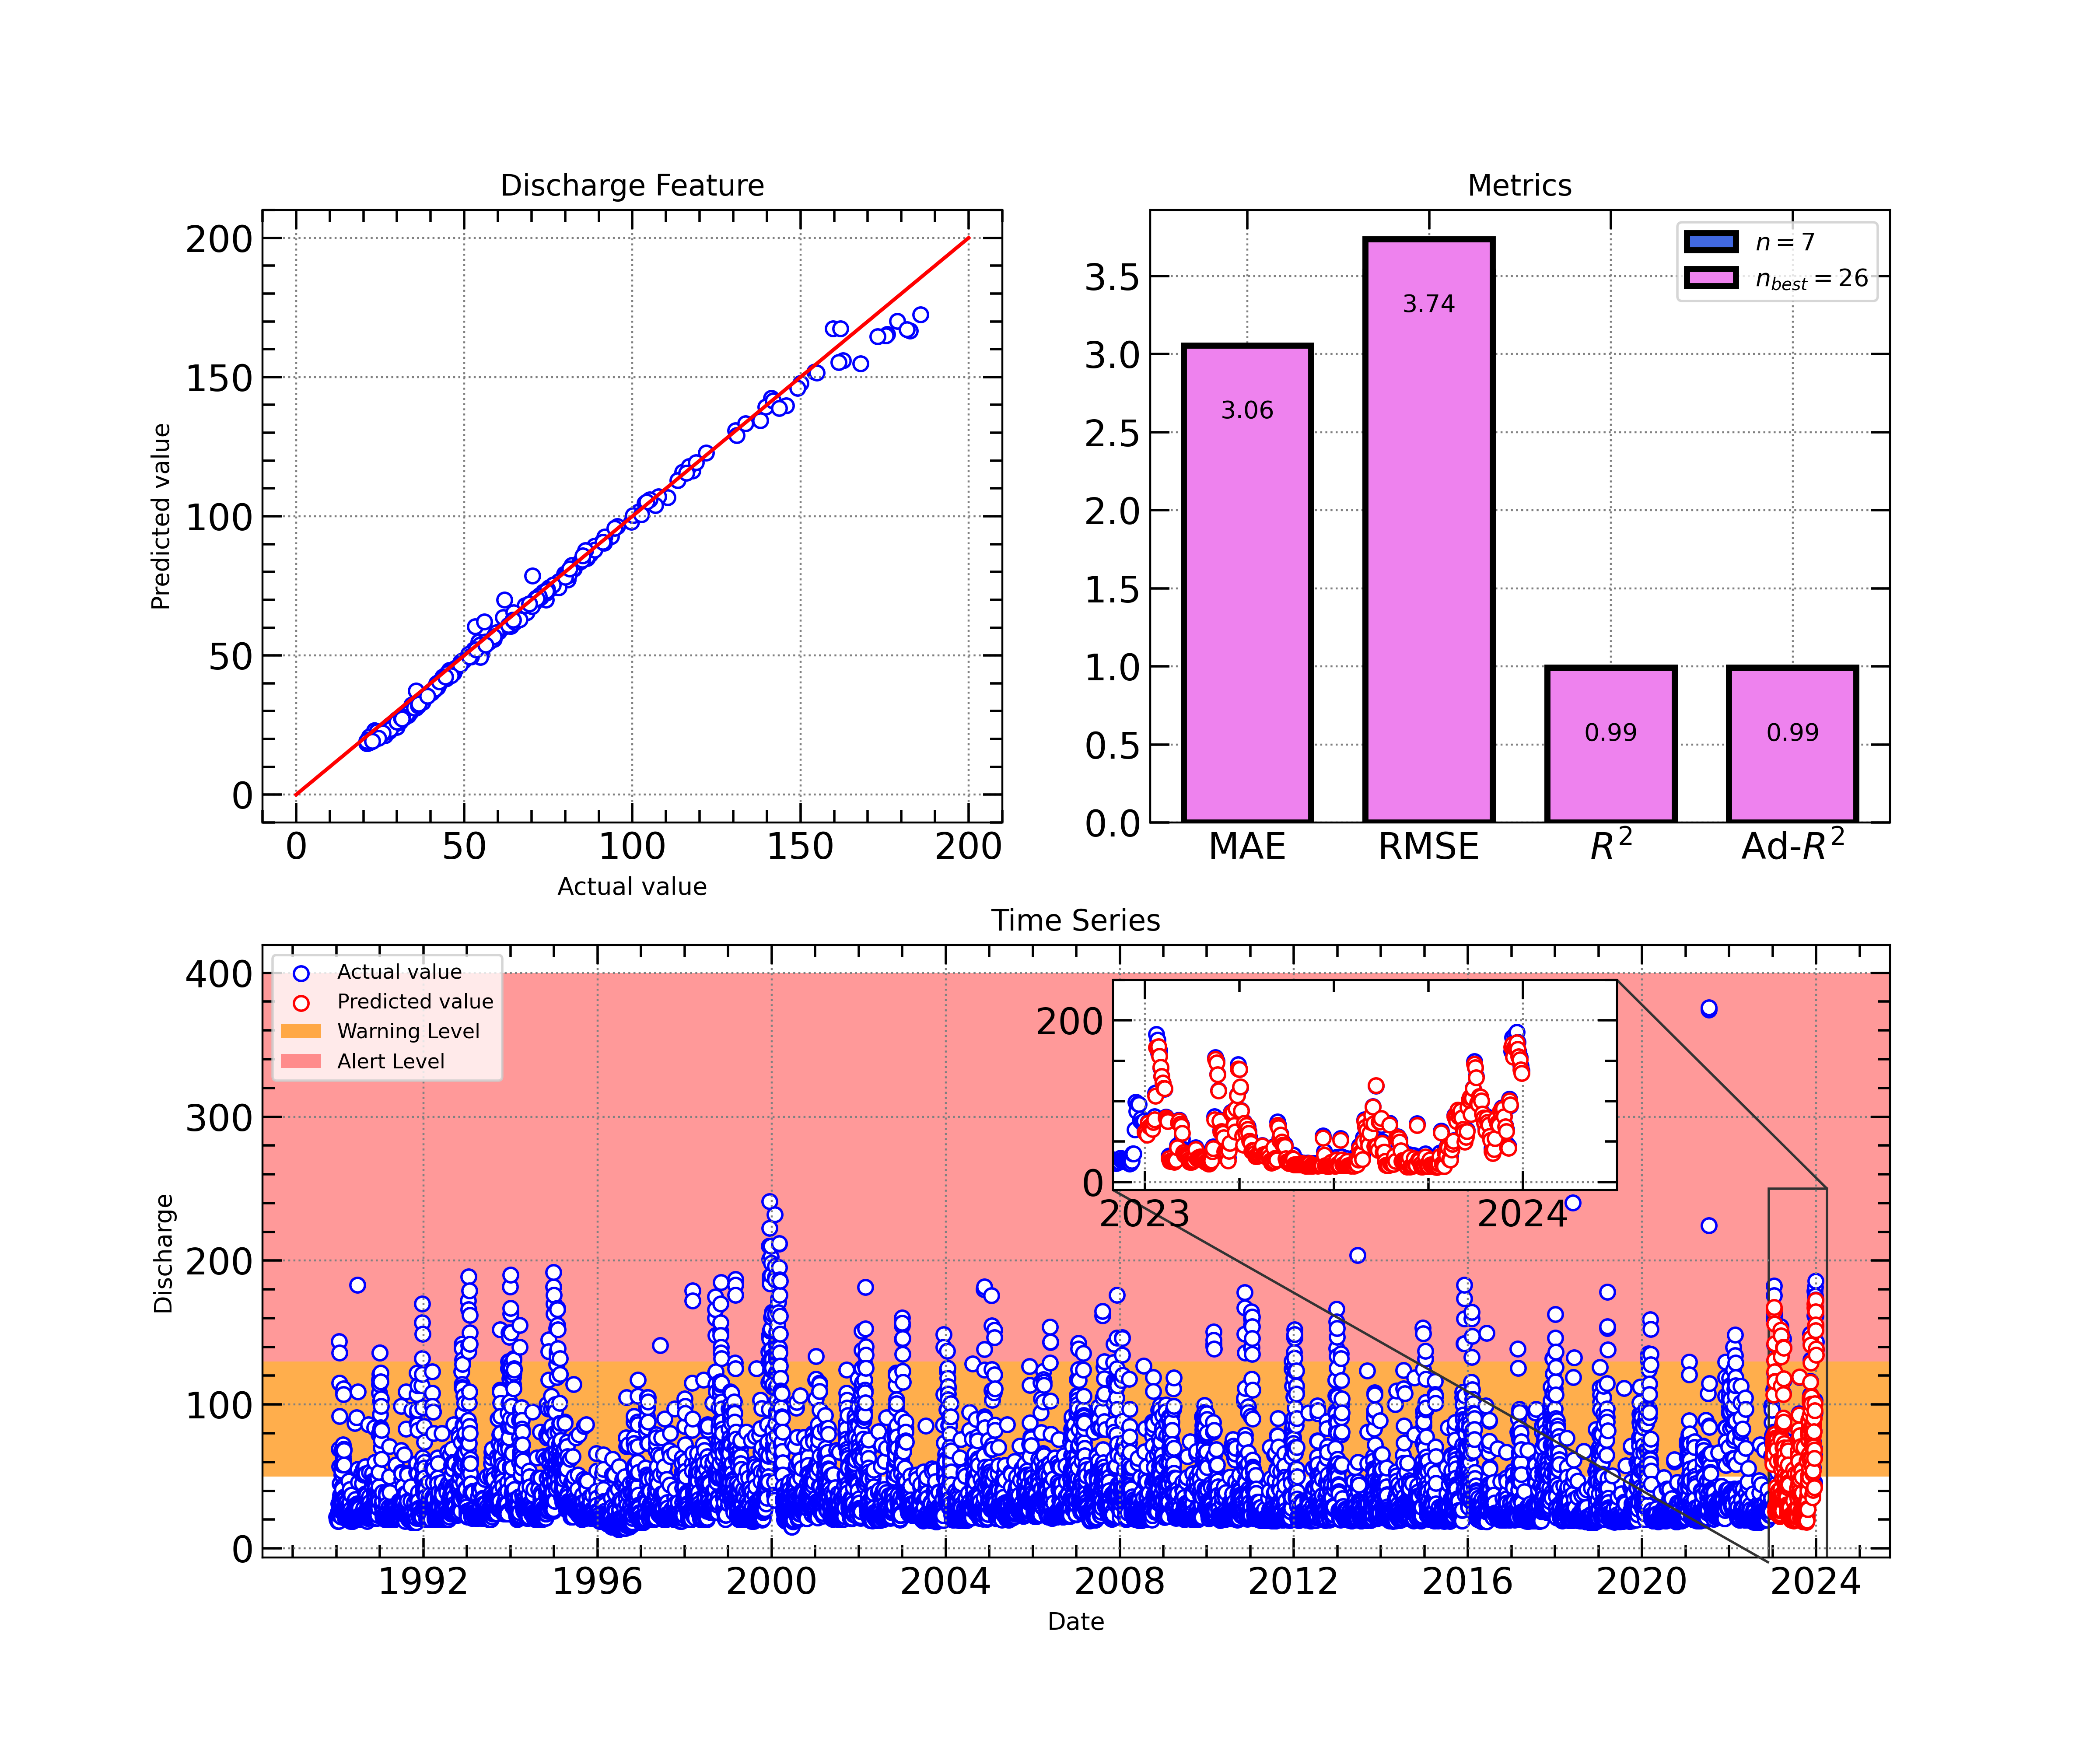 Discharge Feature
200
150
100
50
0
Predicted value
0 50 100 150 200
Actual value
Metrics
n = 7
n_best = 26
3.5
3.0
2.5
2.0
1.5
1.0
0.5
0.0
3.06
3.74
0.99
0.99
MAE RMSE R² Ad-R²
Time Series
Actual value
Predicted value
Warning Level
Alert Level
400
300
200
100
0
Discharge
200
0
2023 2024
1992 1996 2000 2004 2008 2012 2016 2020 2024
Date